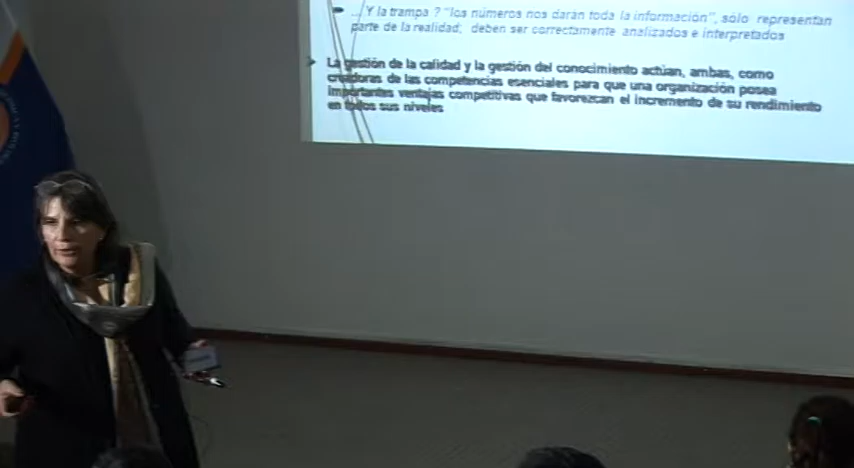 ... Y la trampa ? "los números nos darán toda la información", sólo representan
parte de la realidad; deben ser correctamente analizados e interpretados
La gestión de la calidad y la gestión del conocimiento actúan, ambas, como
creadoras de las competencias esenciales para que una organización posea
importantes ventajas competitivas que favorezcan el incremento de su rendimiento
en todos sus niveles